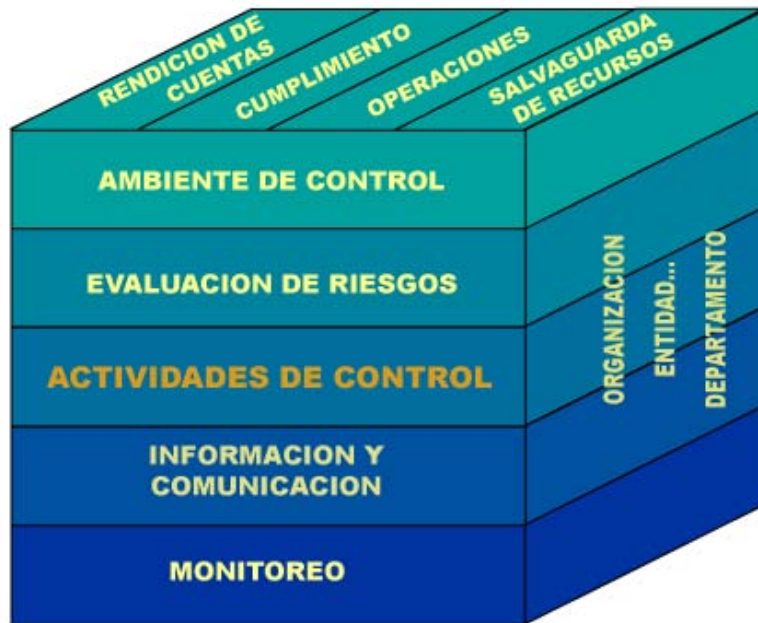 RENDICION DE
CUENTAS
CUMPLIMIENTO
OPERACIONES
SALVAGUARDA
DE RECURSOS
AMBIENTE DE CONTROL
EVALUACION DE RIESGOS
ACTIVIDADES DE CONTROL
INFORMACION Y
COMUNICACION
MONITOREO
ORGANIZACION
ENTIDAD...
DEPARTAMENTO